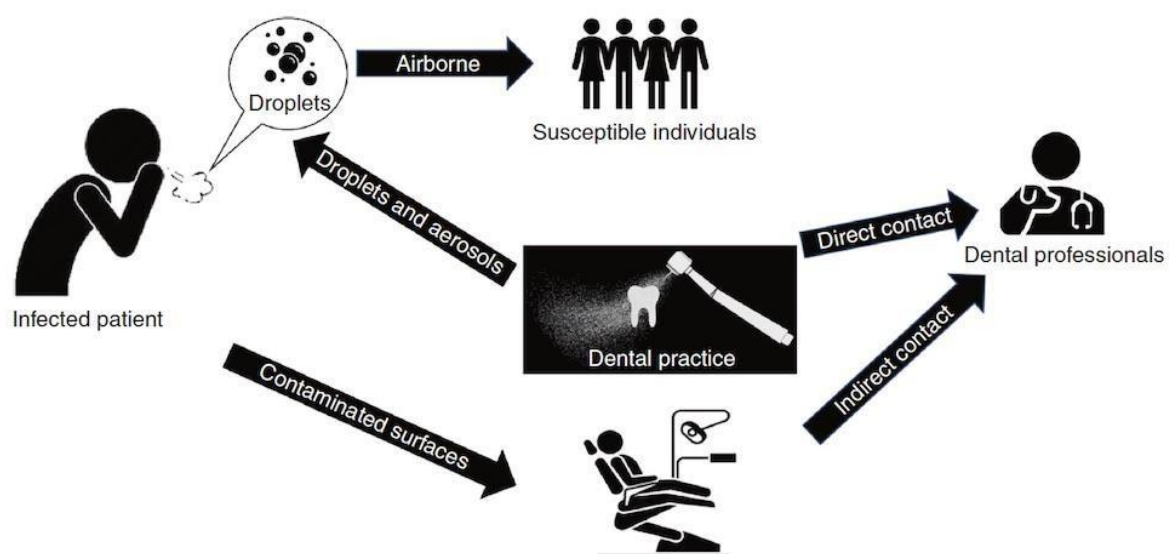 Airborne
Droplets
Susceptible individuals
Droplets and aerosols
Direct contact
Dental professionals
Infected patient
Dental practice
Indirect contact
Contaminated surfaces